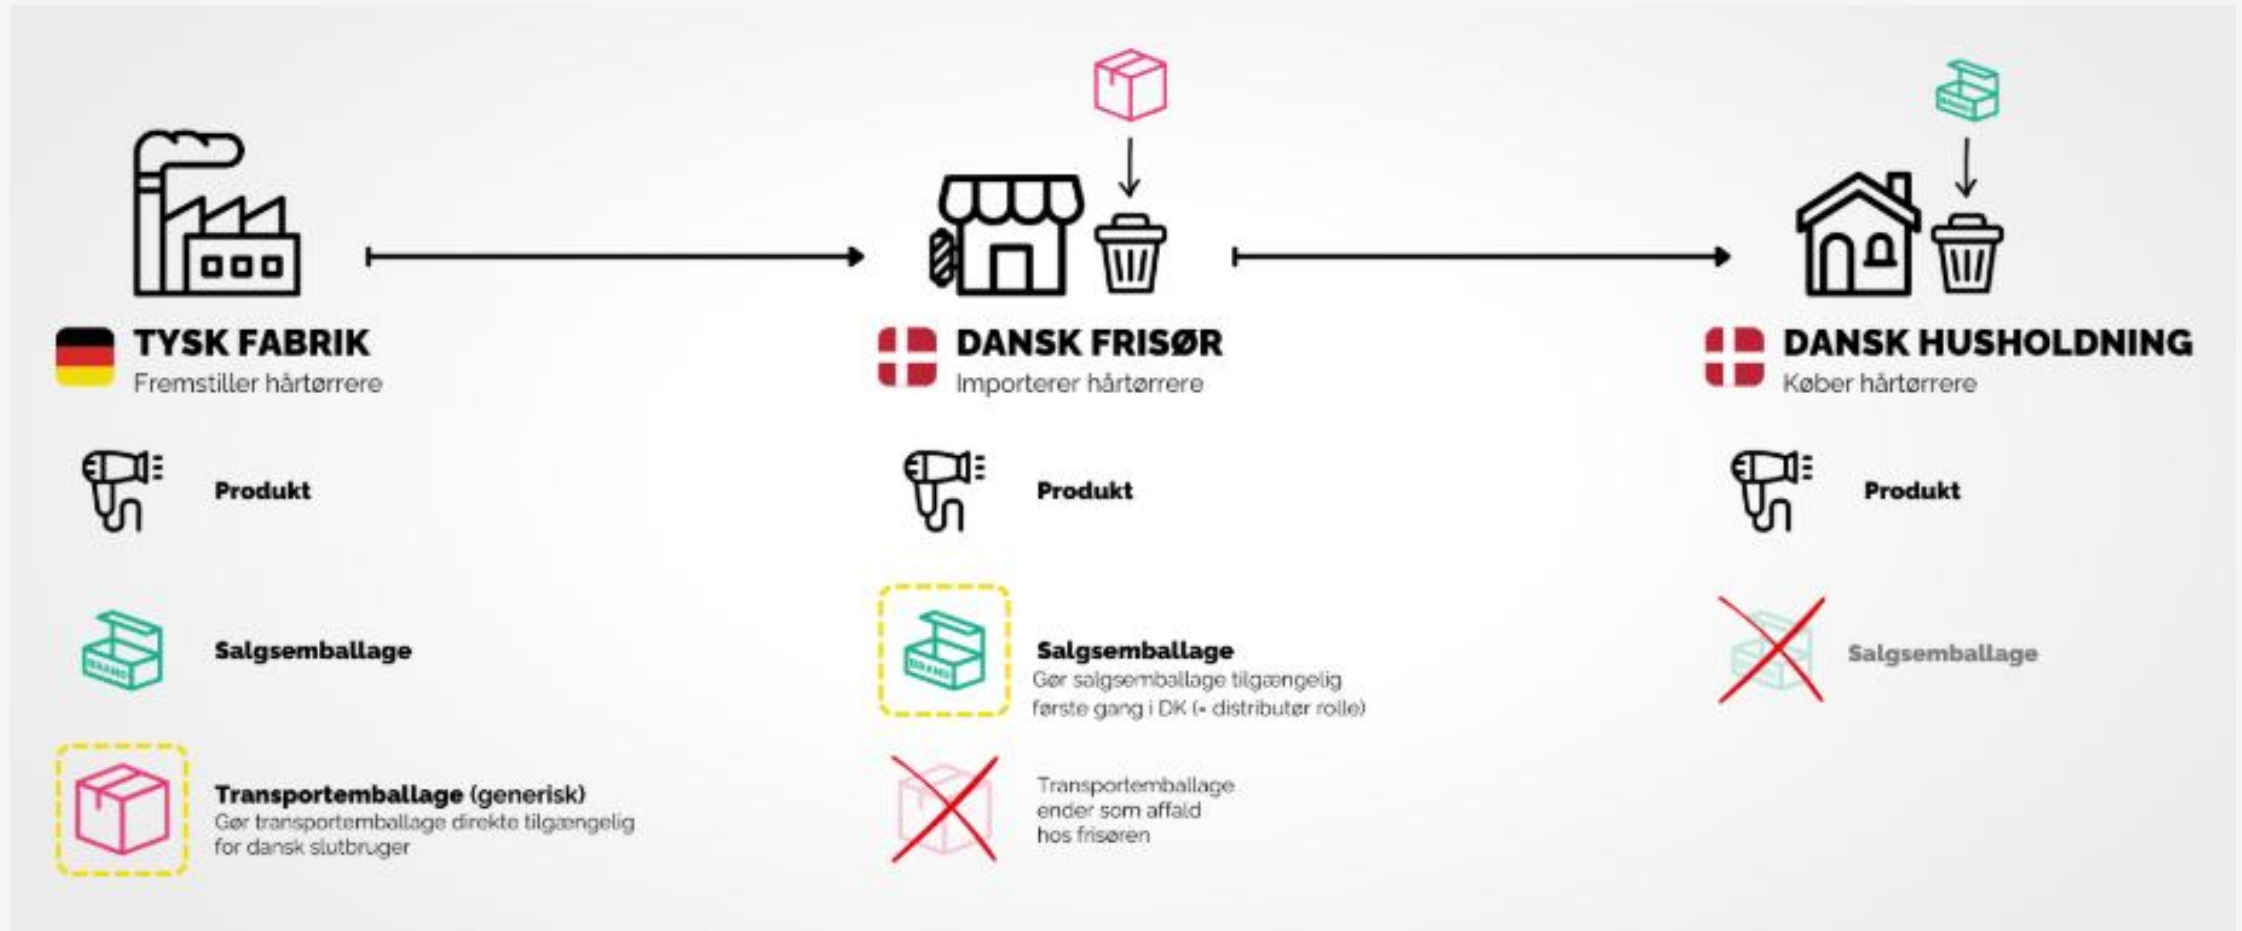 TYSK FABRIK
Fremstiller hårtørrere
DANSK FRISØR
Importerer hårtørrere
DANSK HUSHOLDNING
Køber hårtørrere
Produkt
Produkt
Produkt
BRAND
Salgsemballage
BRAND
Salgsemballage
Gør salgsemballage tilgængelig
første gang i DK (= distributør rolle)
Salgsemballage
Transportemballage (generisk)
Gør transportemballage direkte tilgængelig
for dansk slutbruger
Transportemballage
ender som affald
hos frisøren